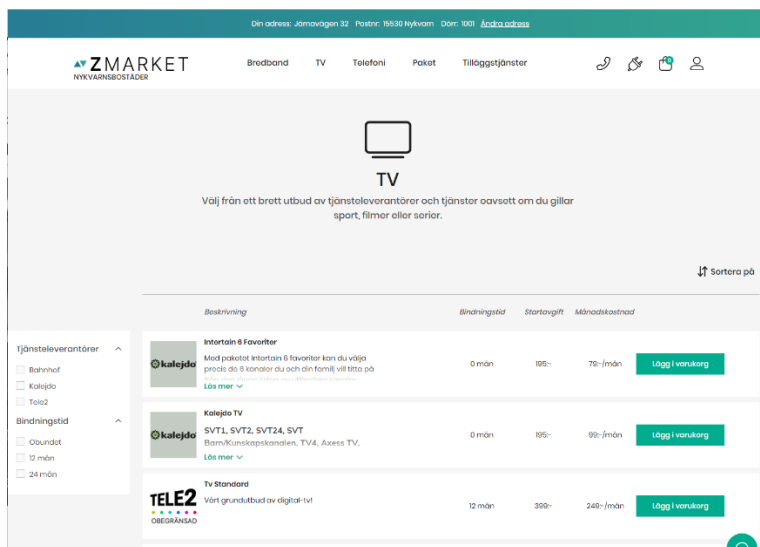 Din adress: Järnavägen 32 Postnr: 15530 Nykvarn Dörr: 1001 Ändra adress
ZMARKET
NYKVARNSBOSTÄDER
Bredband TV Telefoni Paket Tilläggstjänster
0
TV
Välj från ett brett utbud av tjänsteleverantörer och tjänster oavsett om du gillar
sport, filmer eller serier.
Sortera på
Beskrivning Bindningstid Startavgift Månadskostnad
Tjänsteleverantörer
Bahnhof
Kalejdo
Tele2
Bindningstid
Obundet
12 mån
24 mån
kalejdo
Intertain 6 Favoriter
Med paketet Intertain 6 favoriter kan du välja
precis de 6 kanaler du och din familj vill titta på
Läs mer
0 mån 195:- 79:-/mån Lägg i varukorg
kalejdo
Kalejdo TV
SVT1, SVT2, SVT24, SVT
Barn/Kunskapskanalen, TV4, Axess TV,
Läs mer
0 mån 195:- 99:-/mån Lägg i varukorg
TELE2
OBEGRÄNSAD
Tv Standard
Vårt grundutbud av digital-tv!
12 mån 399:- 249:-/mån Lägg i varukorg